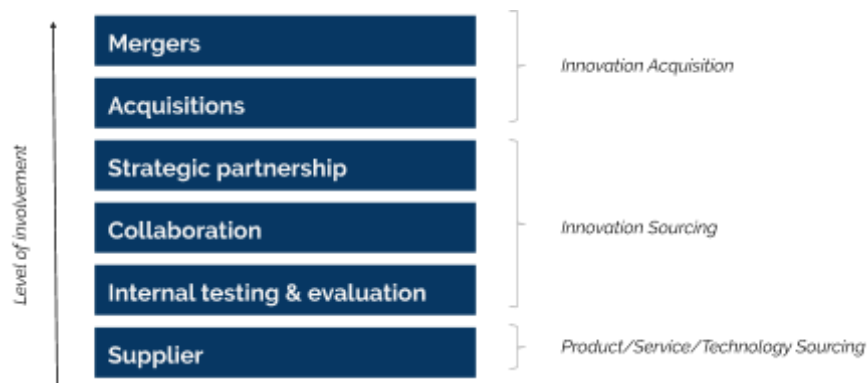 Mergers
Innovation Acquisition
Acquisitions
Strategic partnership
Collaboration
Innovation Sourcing
Internal testing & evaluation
Supplier
Product/Service/Technology Sourcing
Level of involvement